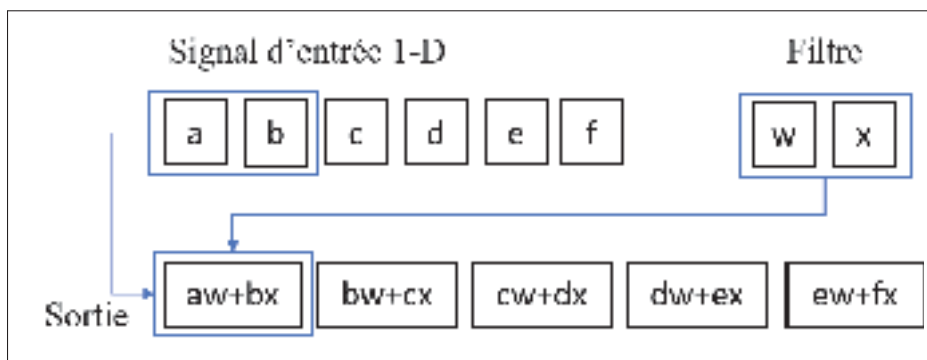 Signal d'entrée 1-D Filtre
a b c d e f w x
aw+bx bw+cx cw+dx dw+ex ew+fx
Sortie